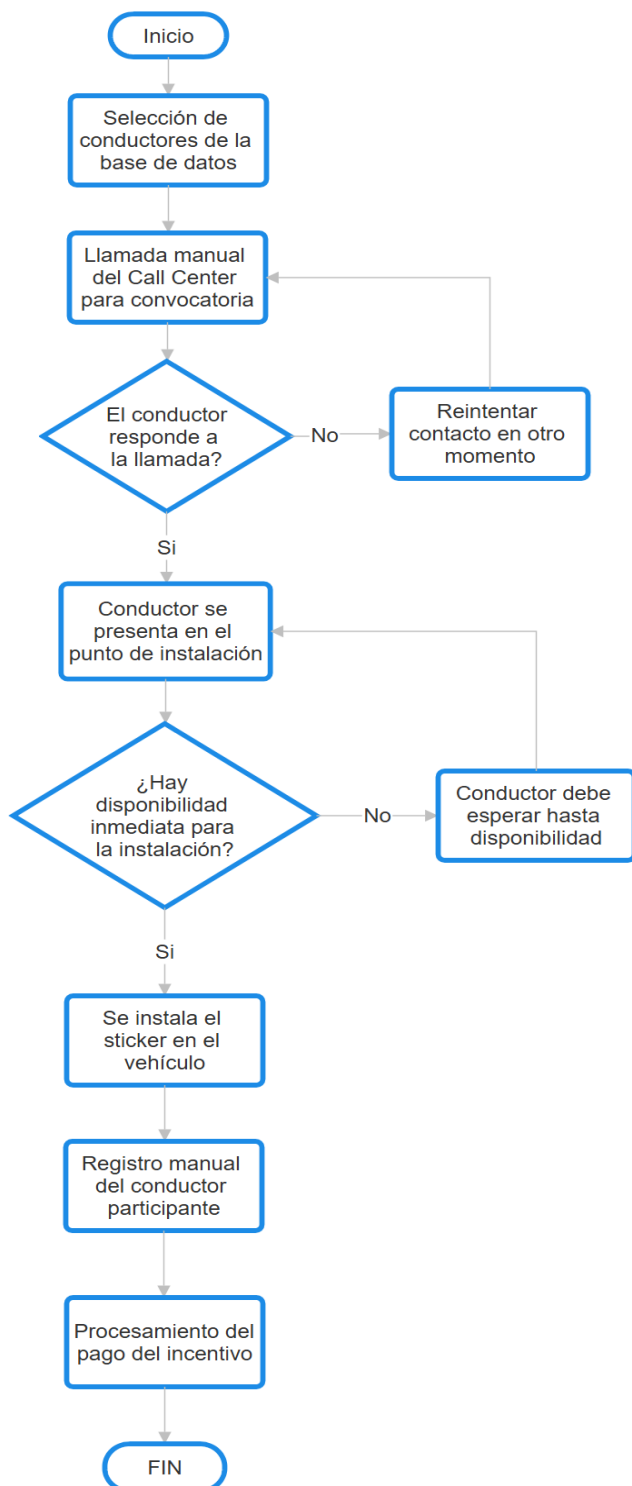 Inicio
Selección de
conductores de la
base de datos
Llamada manual
del Call Center
para convocatoria
El conductor
responde a
la llamada?
No
Reintentar
contacto en otro
momento
Si
Conductor se
presenta en el
punto de instalación
¿Hay
disponibilidad
inmediata para
la instalación?
No
Conductor debe
esperar hasta
disponibilidad
Si
Se instala el
sticker en el
vehículo
Registro manual
del conductor
participante
Procesamiento del
pago del incentivo
FIN